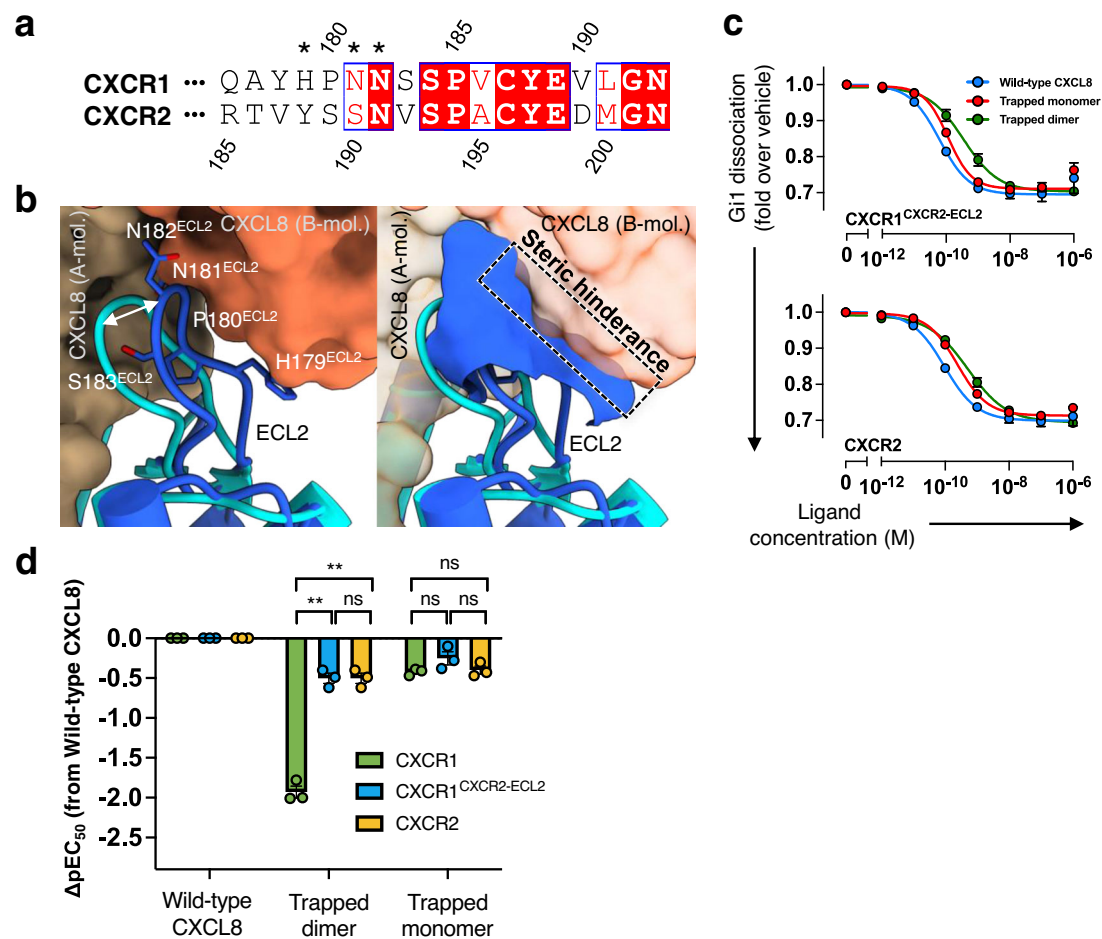 a
* * *
180 185 190
CXCR1 ••• Q A Y H P N N S S P V C Y E V L G N
CXCR2 ••• R T V Y S S N V S P A C Y E D M G N
185 190 195 200
b
CXCL8 (A-mol.)
CXCL8 (B-mol.)
N182ECL2
N181ECL2
P180ECL2
H179ECL2
S183ECL2
ECL2
CXCL8 (A-mol.)
CXCL8 (B-mol.)
Steric hinderance
ECL2
c
Gi1 dissociation
(fold over vehicle)
1.0
0.9
0.8
0.7
Wild-type CXCL8
Trapped monomer
Trapped dimer
CXCR1CXCR2-ECL2
0 10-12 10-10 10-8 10-6
1.0
0.9
0.8
0.7
CXCR2
0 10-12 10-10 10-8 10-6
Ligand
concentration (M)
d
ΔpEC50 (from Wild-type CXCL8)
** ns
** ns ns ns
0.0
-0.5
-1.0
-1.5
-2.0
-2.5
CXCR1
CXCR1CXCR2-ECL2
CXCR2
Wild-type
CXCL8
Trapped
dimer
Trapped
monomer